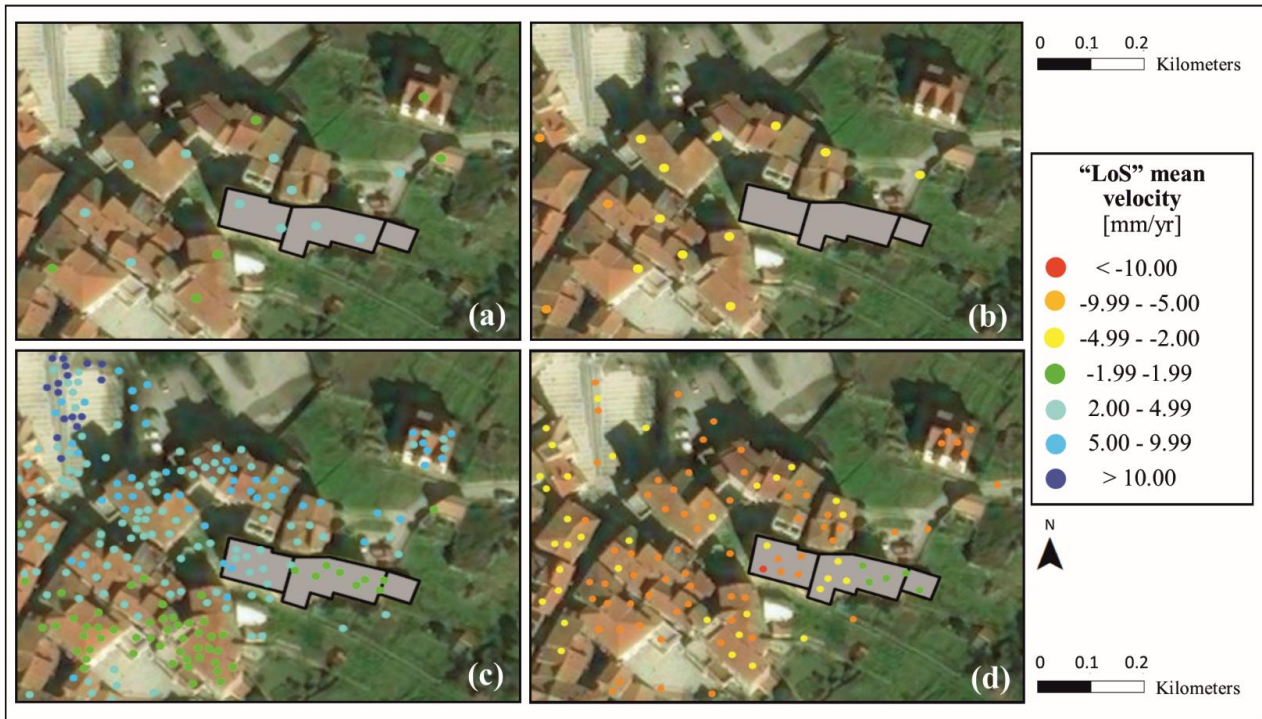 (a)
(b)
0 0.1 0.2
Kilometers
“LoS” mean
velocity
[mm/yr]
< -10.00
-9.99 - -5.00
-4.99 - -2.00
-1.99 -1.99
2.00 - 4.99
5.00 - 9.99
> 10.00
N
(c)
(d)
0 0.1 0.2
Kilometers